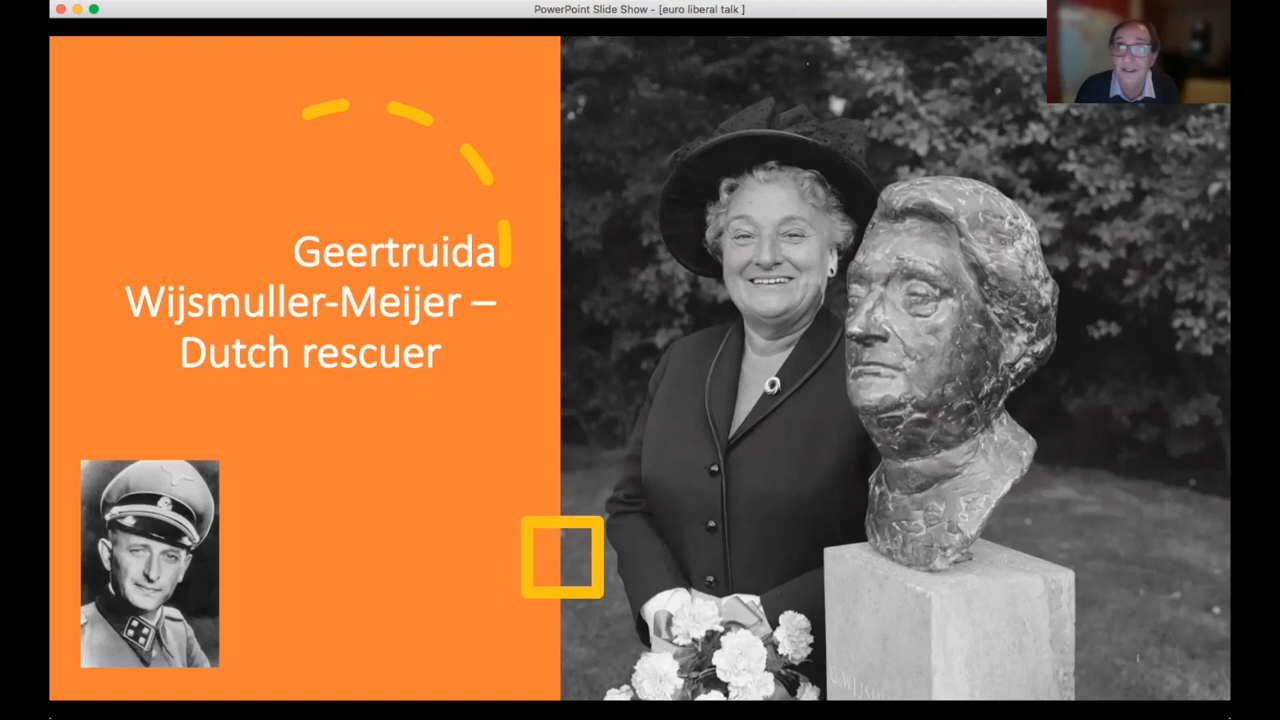 PowerPoint Slide Show - [euro liberal talk ]
Geertruida
Wijsmuller-Meijer –
Dutch rescuer